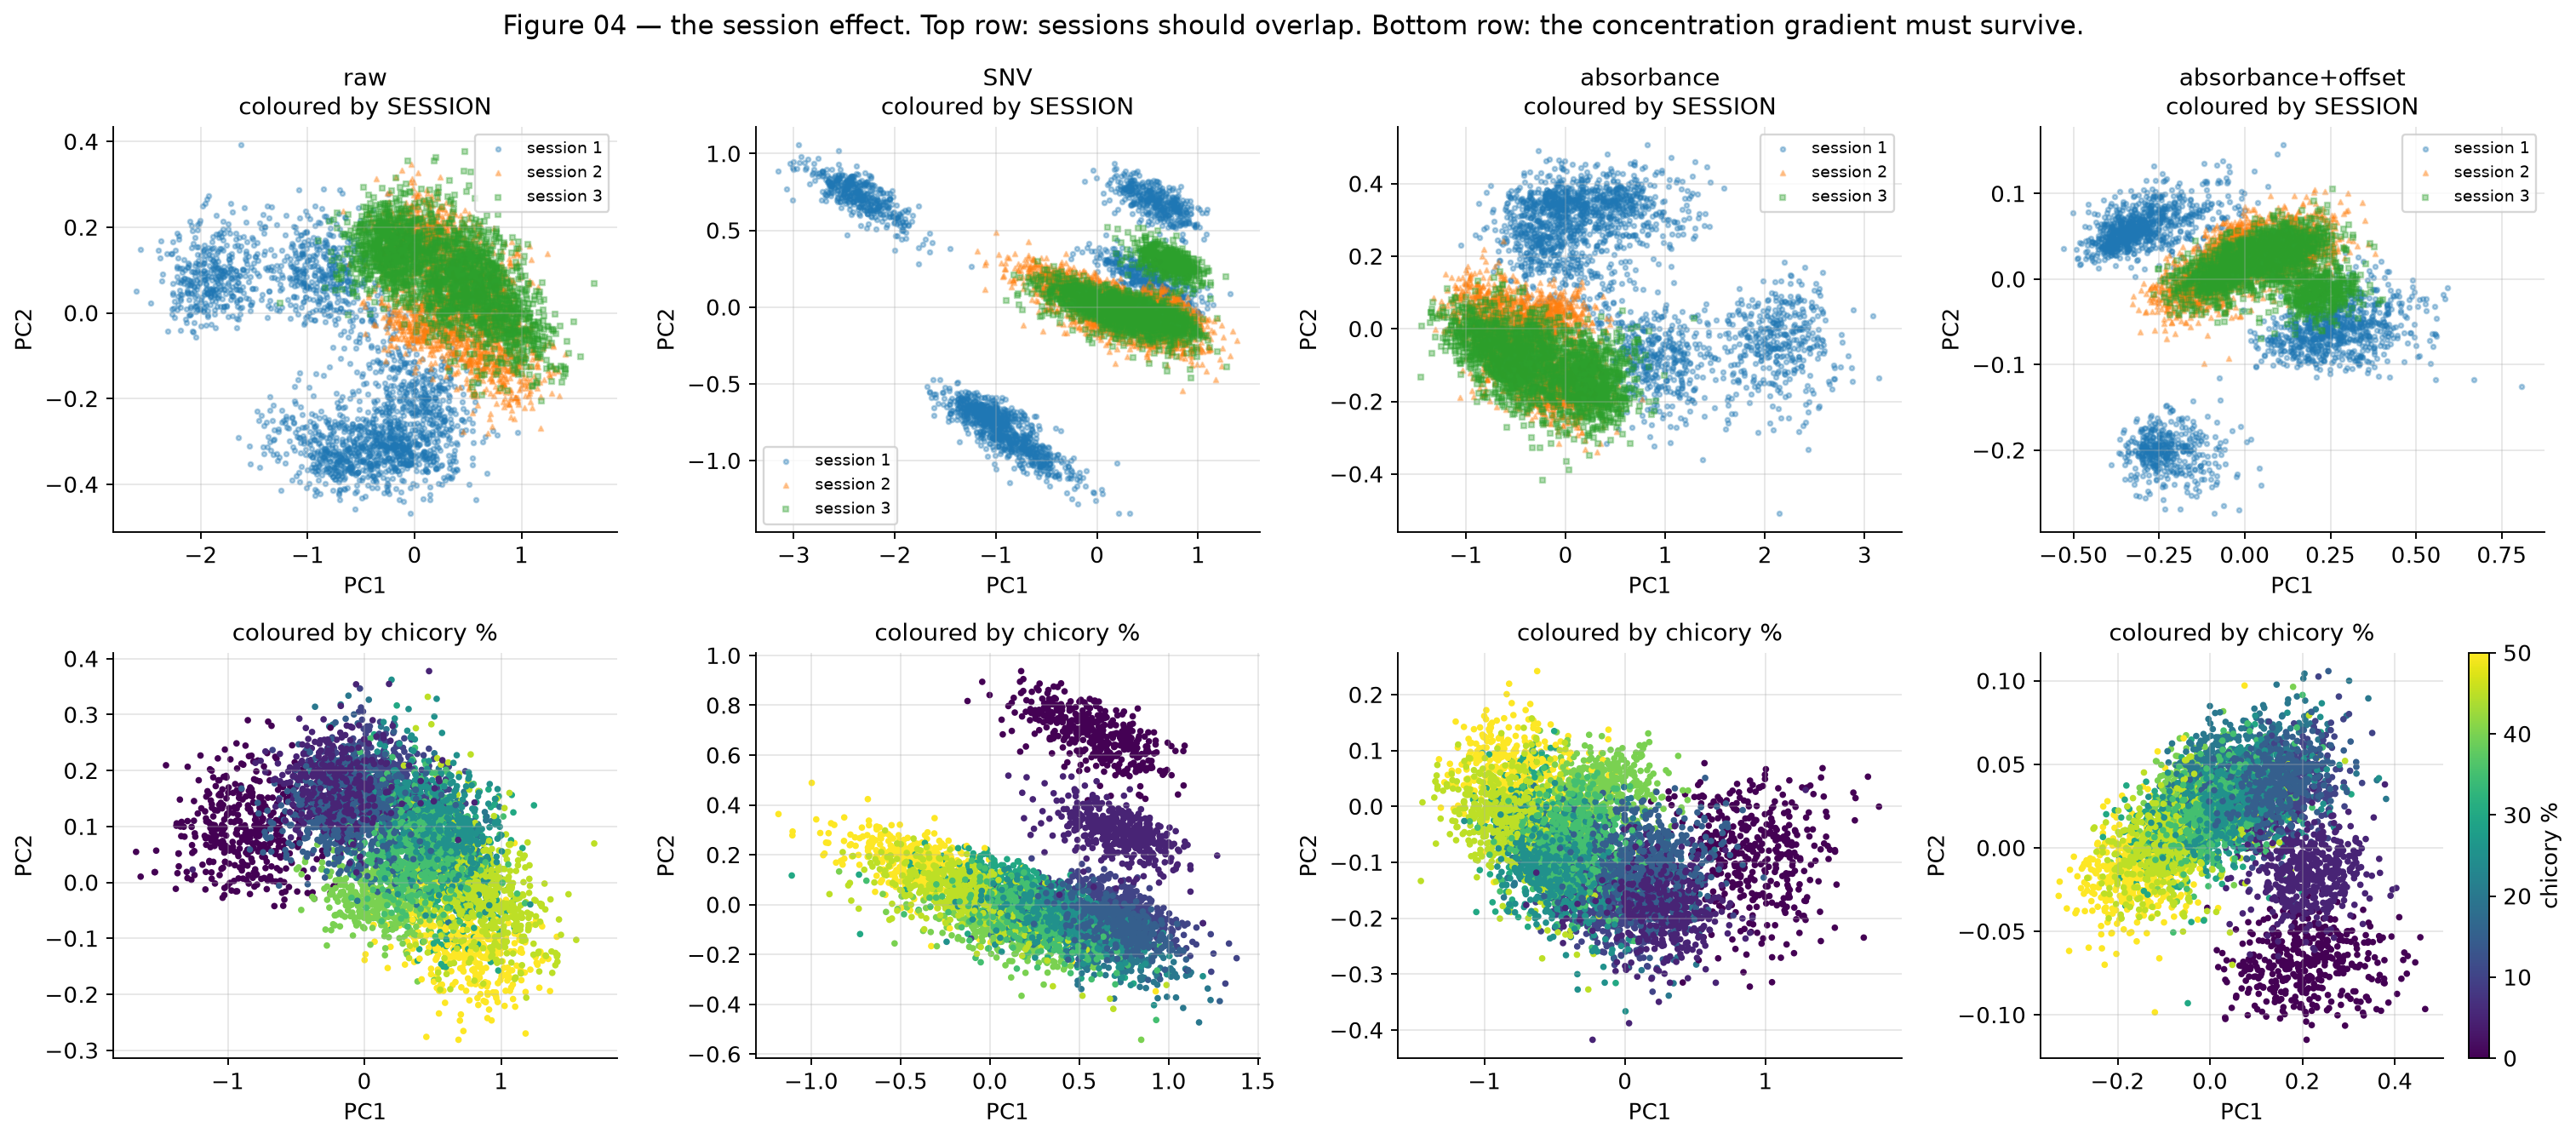 Figure 04 — the session effect. Top row: sessions should overlap. Bottom row: the concentration gradient must survive.
raw
coloured by SESSION
SNV
coloured by SESSION
absorbance
coloured by SESSION
absorbance+offset
coloured by SESSION
0.4
0.2
0.0
−0.2
−0.4
PC2
session 1
session 2
session 3
−2
−1
0
1
PC1
1.0
0.5
0.0
−0.5
−1.0
PC2
session 1
session 2
session 3
−3
−2
−1
0
1
PC1
0.4
0.2
0.0
−0.2
−0.4
PC2
session 1
session 2
session 3
−1
0
1
2
3
PC1
0.1
0.0
−0.1
−0.2
PC2
session 1
session 2
session 3
−0.50
−0.25
0.00
0.25
0.50
0.75
PC1
coloured by chicory %
0.4
0.3
0.2
0.1
0.0
−0.1
−0.2
−0.3
PC2
−1
0
1
PC1
coloured by chicory %
1.0
0.8
0.6
0.4
0.2
0.0
−0.2
−0.4
−0.6
PC2
−1.0
−0.5
0.0
0.5
1.0
1.5
PC1
coloured by chicory %
0.2
0.1
0.0
−0.1
−0.2
−0.3
−0.4
PC2
−1
0
1
PC1
coloured by chicory %
0.10
0.05
0.00
−0.05
−0.10
PC2
−0.2
0.0
0.2
0.4
PC1
50
40
30
20
10
0
chicory %